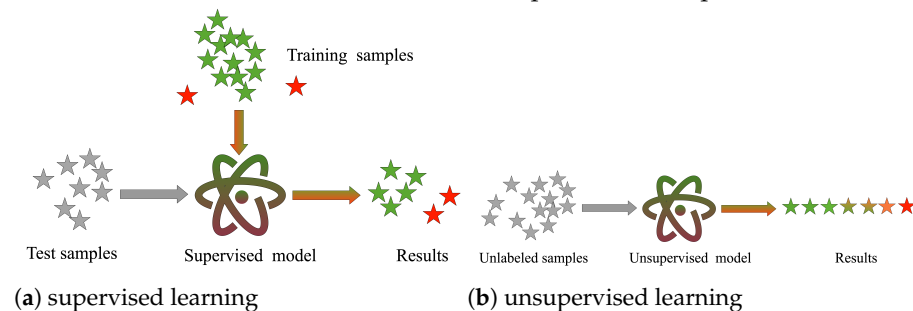 Training samples
Test samples
Supervised model
Results
Unlabeled samples
Unsupervised model
Results
(a) supervised learning
(b) unsupervised learning